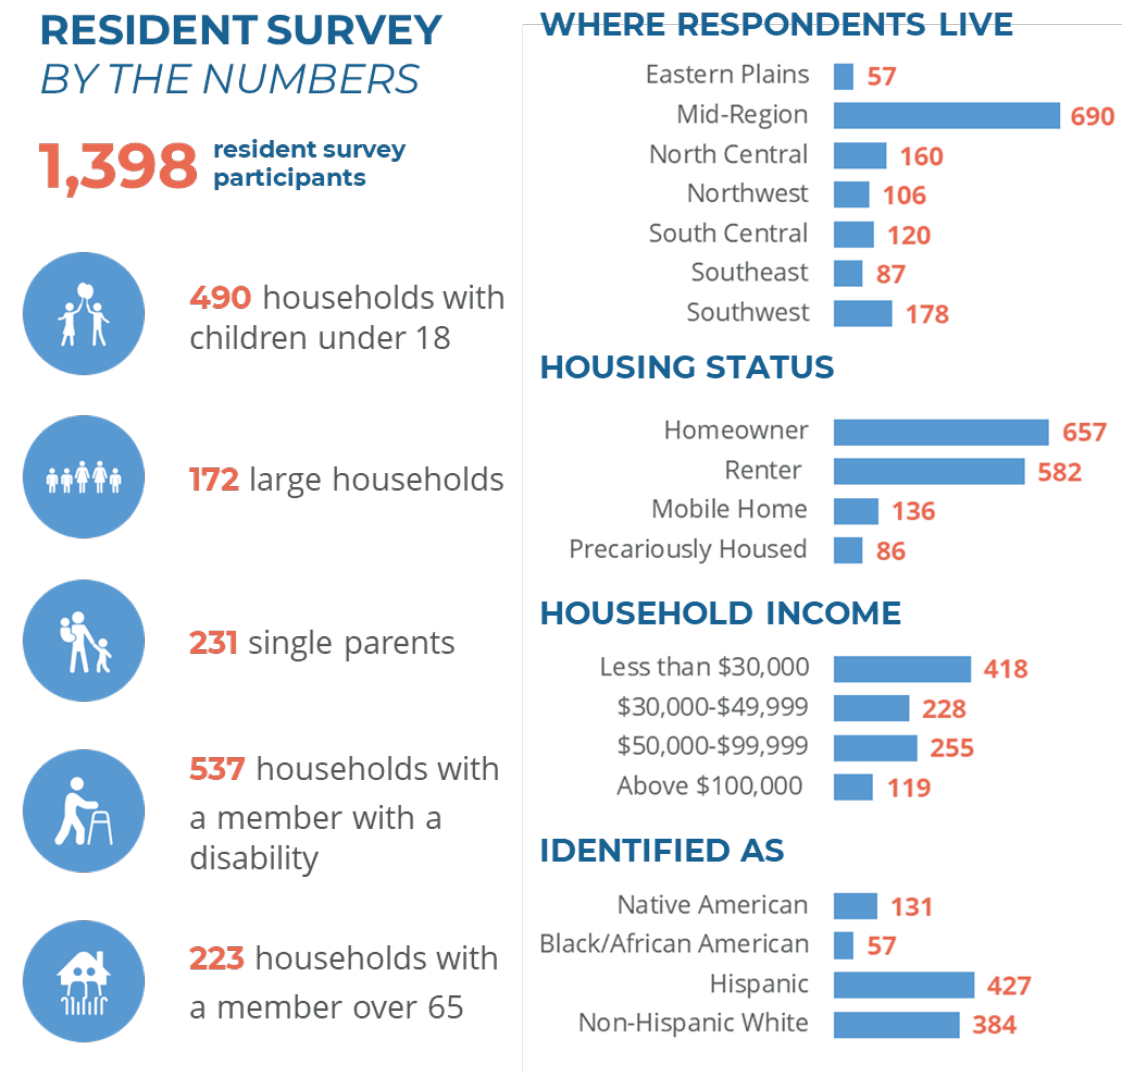 RESIDENT SURVEY
BY THE NUMBERS
1,398 resident survey
participants
490 households with
children under 18
172 large households
231 single parents
537 households with
a member with a
disability
223 households with
a member over 65
WHERE RESPONDENTS LIVE
Eastern Plains 57
Mid-Region 690
North Central 160
Northwest 106
South Central 120
Southeast 87
Southwest 178
HOUSING STATUS
Homeowner 657
Renter 582
Mobile Home 136
Precariously Housed 86
HOUSEHOLD INCOME
Less than $30,000 418
$30,000-$49,999 228
$50,000-$99,999 255
Above $100,000 119
IDENTIFIED AS
Native American 131
Black/African American 57
Hispanic 427
Non-Hispanic White 384